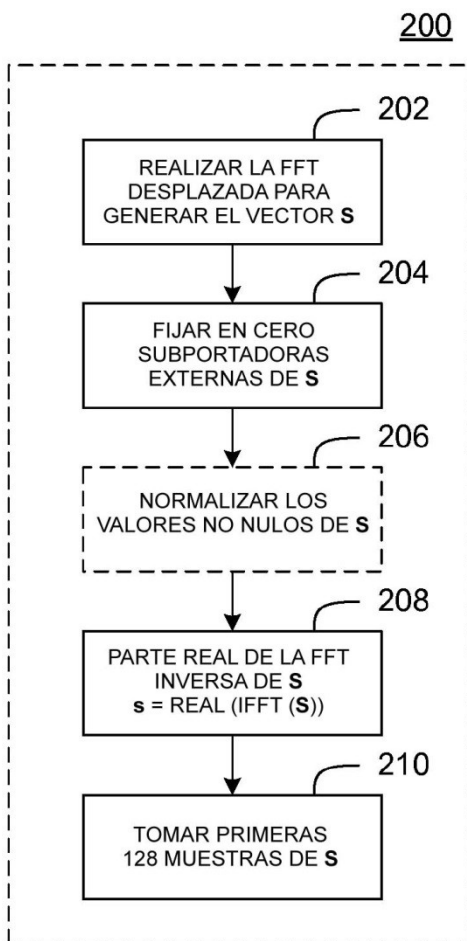 200
202
REALIZAR LA FFT
DESPLAZADA PARA
GENERAR EL VECTOR S
204
FIJAR EN CERO
SUBPORTADORAS
EXTERNAS DE S
206
NORMALIZAR LOS
VALORES NO NULOS DE S
208
PARTE REAL DE LA FFT
INVERSA DE S
s = REAL (IFFT (S))
210
TOMAR PRIMERAS
128 MUESTRAS DE S